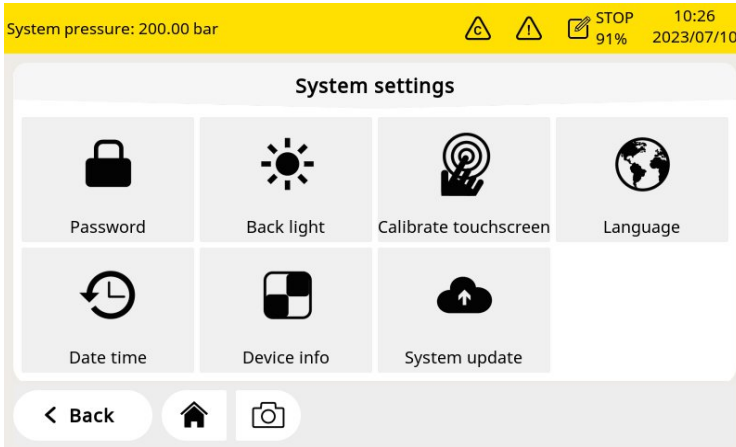 System pressure: 200.00 bar
C
STOP
91%
10:26
2023/07/10
System settings
Password
Back light
Calibrate touchscreen
Language
Date time
Device info
System update
Back